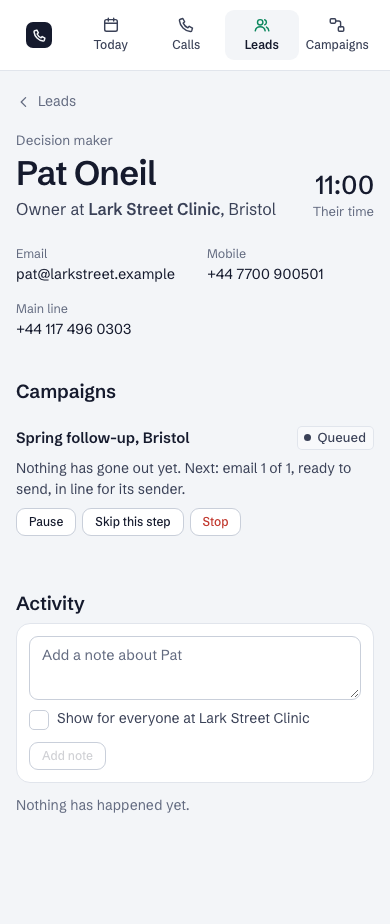 Today
Calls
Leads
Campaigns
Leads
Decision maker
Pat Oneil
11:00
Owner at Lark Street Clinic, Bristol
Their time
Email
Mobile
pat@larkstreet.example
+44 7700 900501
Main line
+44 117 496 0303
Campaigns
Spring follow-up, Bristol
Queued
Nothing has gone out yet. Next: email 1 of 1, ready to
send, in line for its sender.
Pause
Skip this step
Stop
Activity
Add a note about Pat
Show for everyone at Lark Street Clinic
Add note
Nothing has happened yet.